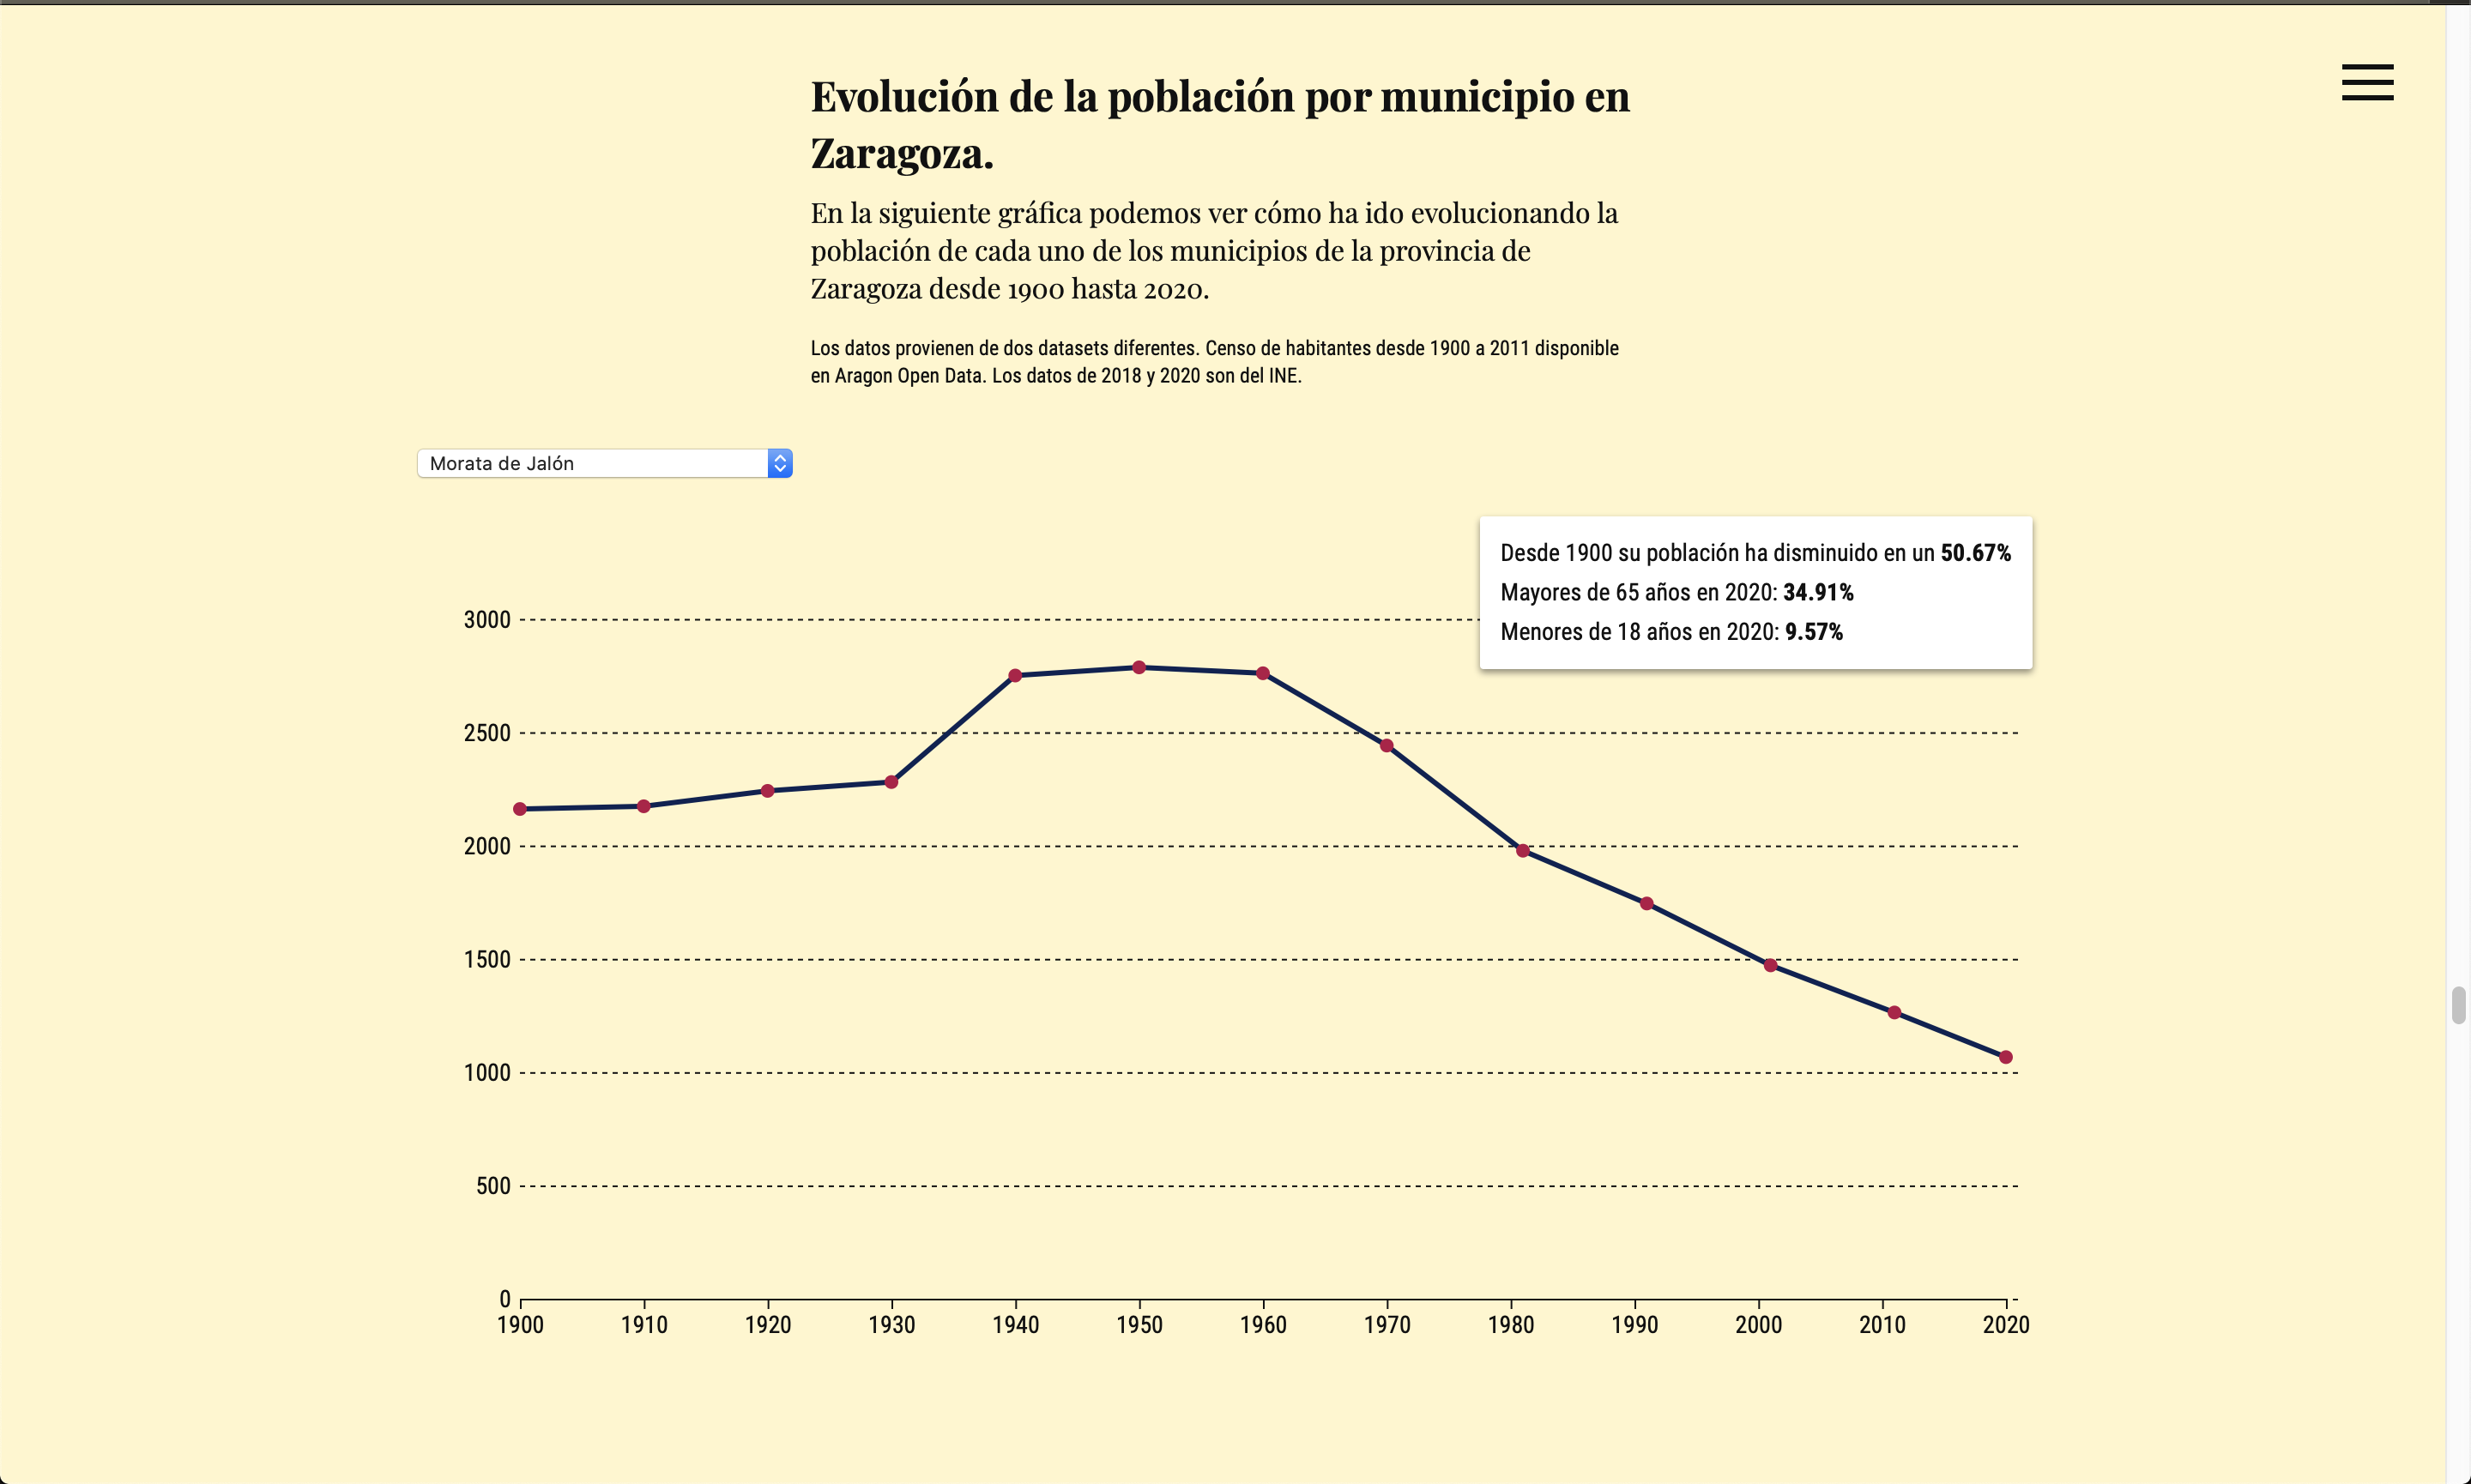 Evolución de la población por municipio en
Zaragoza.
En la siguiente gráfica podemos ver cómo ha ido evolucionando la
población de cada uno de los municipios de la provincia de
Zaragoza desde 1900 hasta 2020.
Los datos provienen de dos datasets diferentes. Censo de habitantes desde 1900 a 2011 disponible
en Aragon Open Data. Los datos de 2018 y 2020 son del INE.
Morata de Jalón
Desde 1900 su población ha disminuido en un 50.67%
Mayores de 65 años en 2020: 34.91%
Menores de 18 años en 2020: 9.57%
3000
2500
2000
1500
1000
500
0
1900 1910 1920 1930 1940 1950 1960 1970 1980 1990 2000 2010 2020